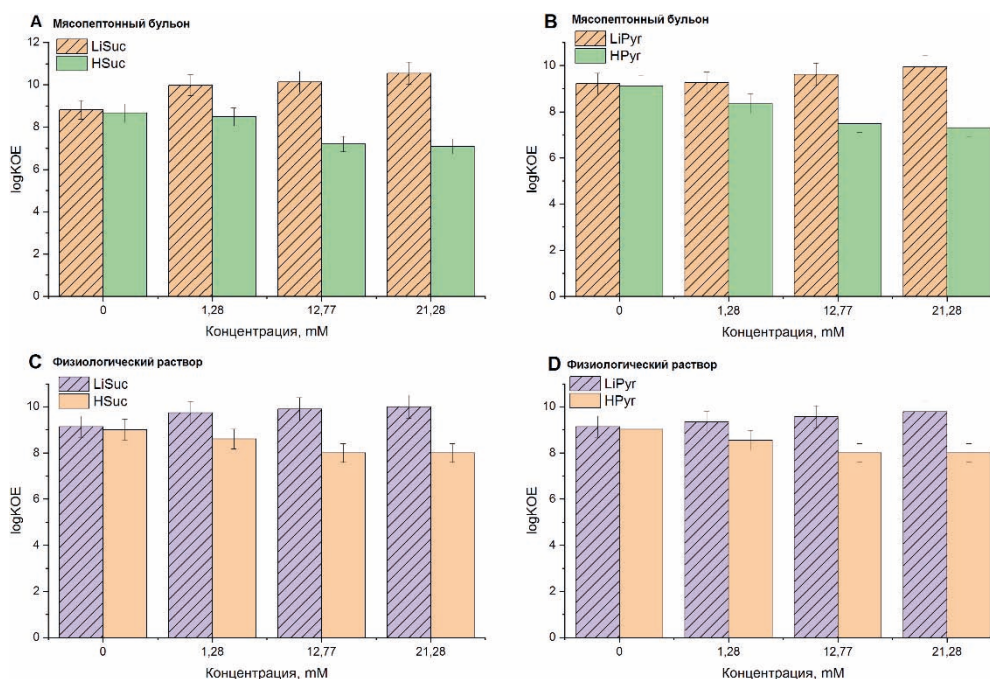 A Мясопептонный бульон
LiSuc
HSuc
12
10
8
6
4
2
0
logKOE
0 1,28 12,77 21,28
Концентрация, mM
B Мясопептонный бульон
LiPyr
HPyr
10
8
6
4
2
0
logKOE
0 1,28 12,77 21,28
Концентрация, mM
C Физиологический раствор
LiSuc
HSuc
10
8
6
4
2
0
logKOE
0 1,28 12,77 21,28
Концентрация, mM
D Физиологический раствор
LiPyr
HPyr
10
8
6
4
2
0
logKOE
0 1,28 12,77 21,28
Концентрация, mM